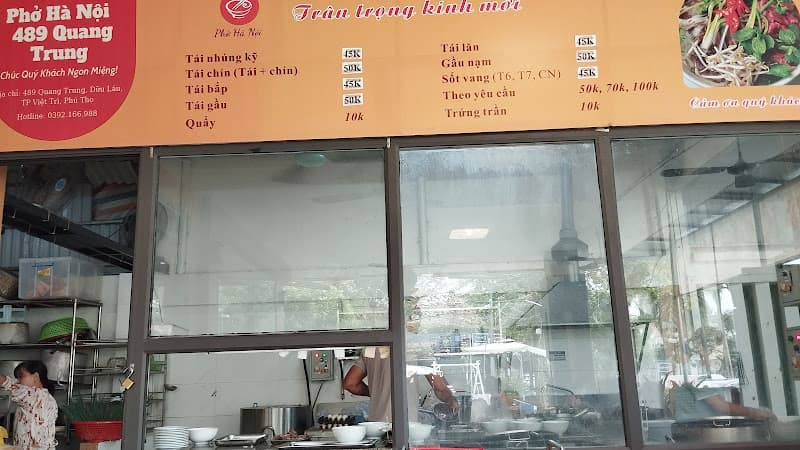 Phở Hà Nội
489 Quang
Trung
Chúc Quý Khách Ngon Miệng!
ịa chỉ: 489 Quang Trung, Dữu Lâu,
TP Việt Trì, Phú Thọ
Hotline: 0392.166.988
Phở Hà Nội
Trân trọng kính mời
Tái nhúng kỹ 45K
Tái chín (Tái + chín) 50K
Tái bắp 45K
Tái gầu 50K
Quẩy 10k
Tái lăn 45K
Gầu nạm 50K
Sốt vang (T6, T7, CN) 45K
Theo yêu cầu 50k, 70k, 100k
Trứng trần 10k
Cảm ơn quý khác